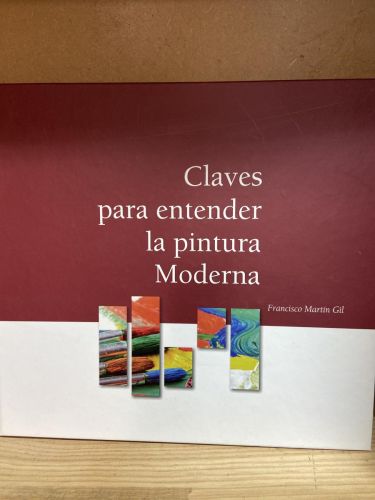 Claves
para entender
la pintura
Moderna
Francisco Martín Gil